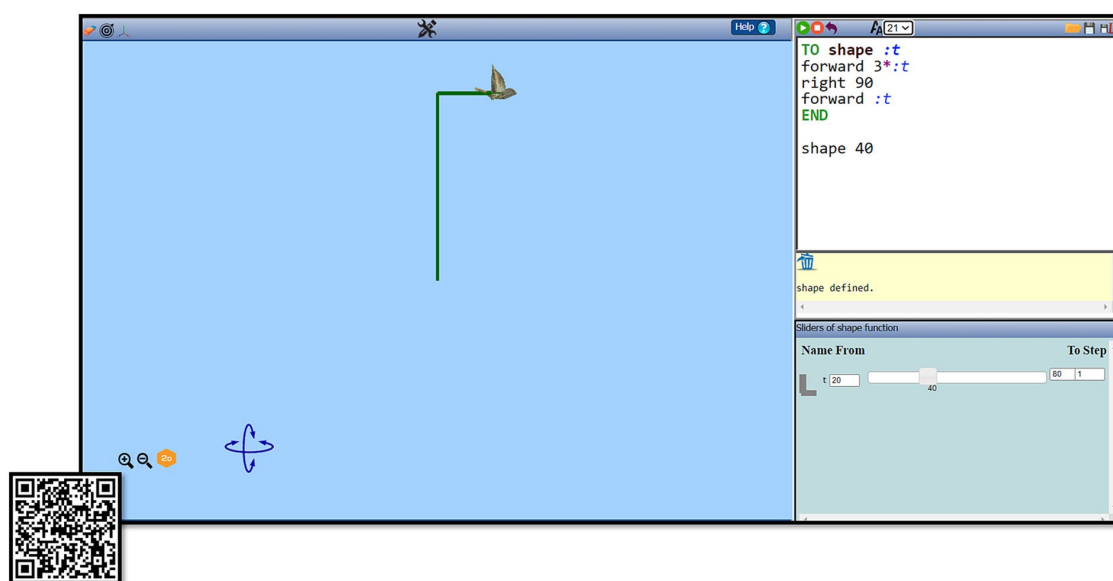 Help ?
A A 21
TO shape :t
forward 3*:t
right 90
forward :t
END
shape 40
shape defined.
Sliders of shape function
Name From To Step
t 20 80 1
40
2D